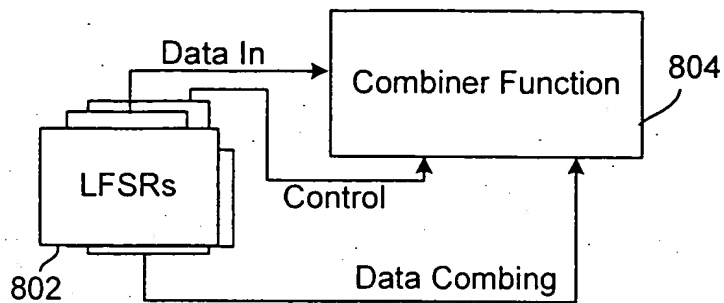 Data In
Combiner Function
804
LFSRs
Control
802
Data Combing